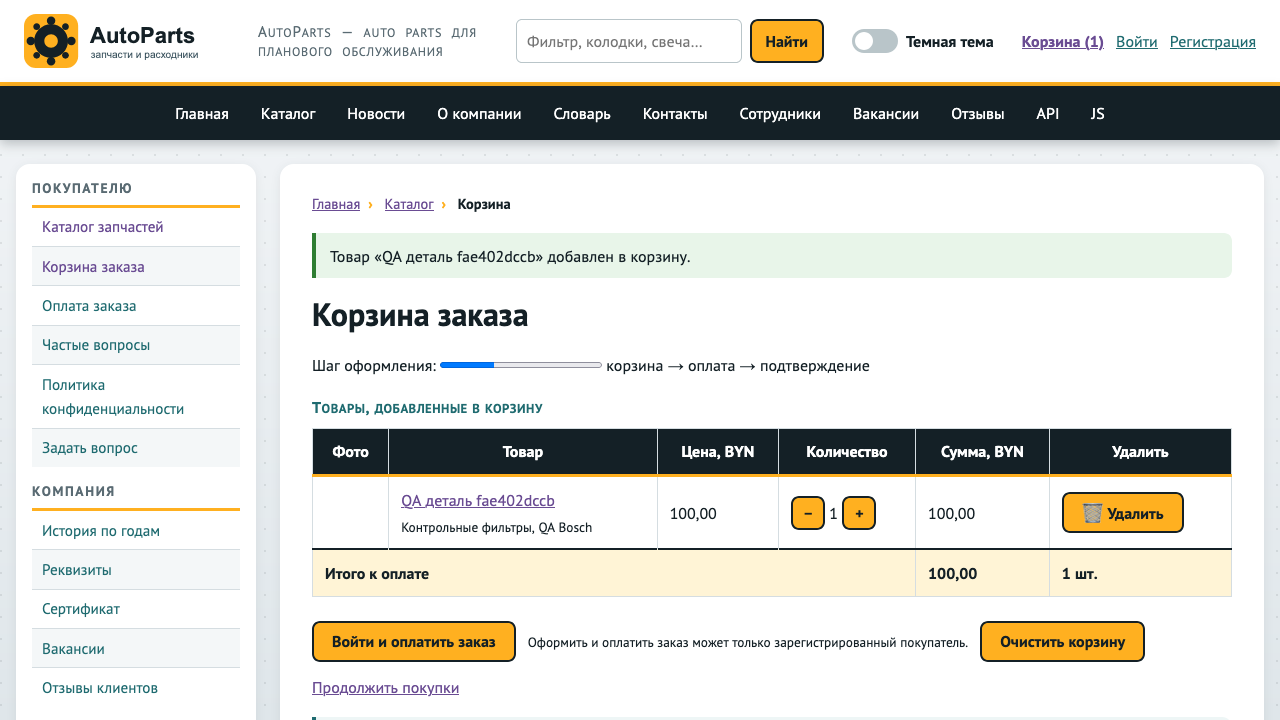 AutoParts
запчасти и расходники
AutoParts — auto parts для
планового обслуживания
Фильтр, колодки, свеча...
Найти
Темная тема
Корзина (1)
Войти
Регистрация
Главная
Каталог
Новости
О компании
Словарь
Контакты
Сотрудники
Вакансии
Отзывы
API
JS
ПОКУПАТЕЛЮ
Каталог запчастей
Корзина заказа
Оплата заказа
Частые вопросы
Политика
конфиденциальности
Задать вопрос
КОМПАНИЯ
История по годам
Реквизиты
Сертификат
Вакансии
Отзывы клиентов
Главная › Каталог › Корзина
Товар «QA деталь fae402dccb» добавлен в корзину.
Корзина заказа
Шаг оформления: корзина → оплата → подтверждение
Товары, добавленные в корзину
Фото Товар Цена, BYN Количество Сумма, BYN Удалить
QA деталь fae402dccb
Контрольные фильтры, QA Bosch
100,00
− 1 +
100,00
Удалить
Итого к оплате 100,00 1 шт.
Войти и оплатить заказ
Оформить и оплатить заказ может только зарегистрированный покупатель.
Очистить корзину
Продолжить покупки